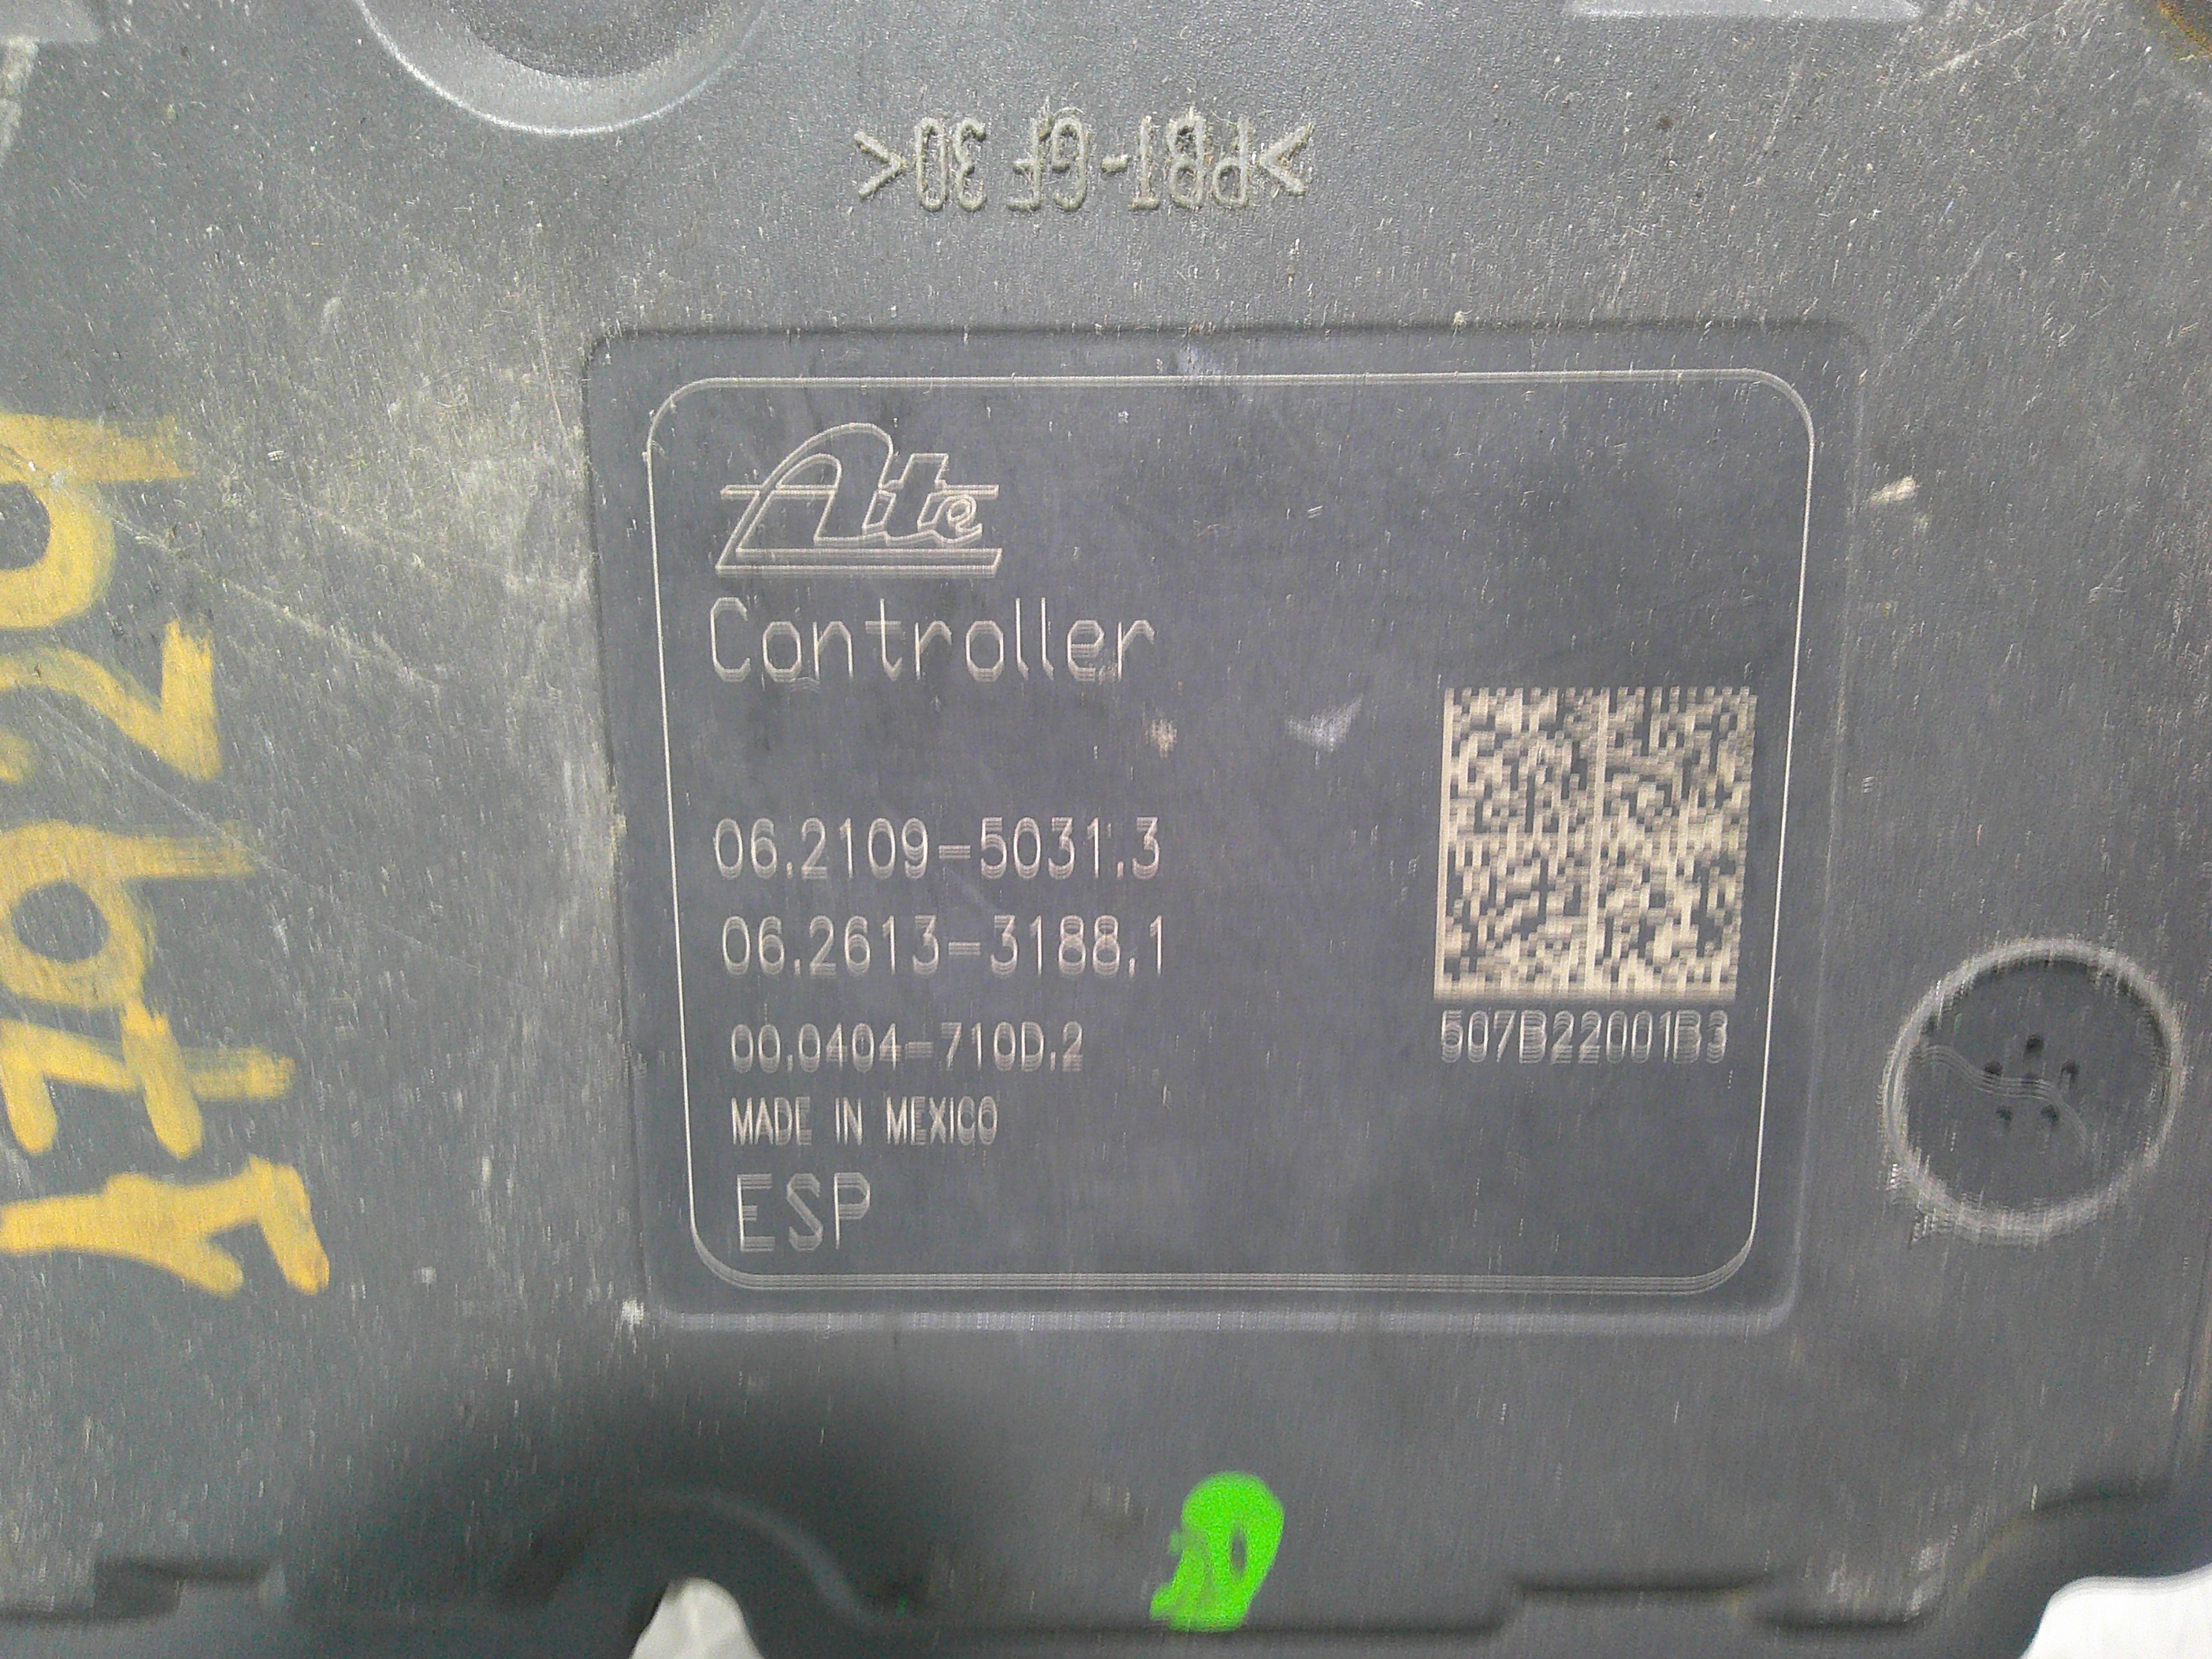 >PBT-GF 30<
Ate
Controller
06.2109-5031.3
06.2613-3188.1
00.0404-710D.2
MADE IN MEXICO
ESP
507B22001B3